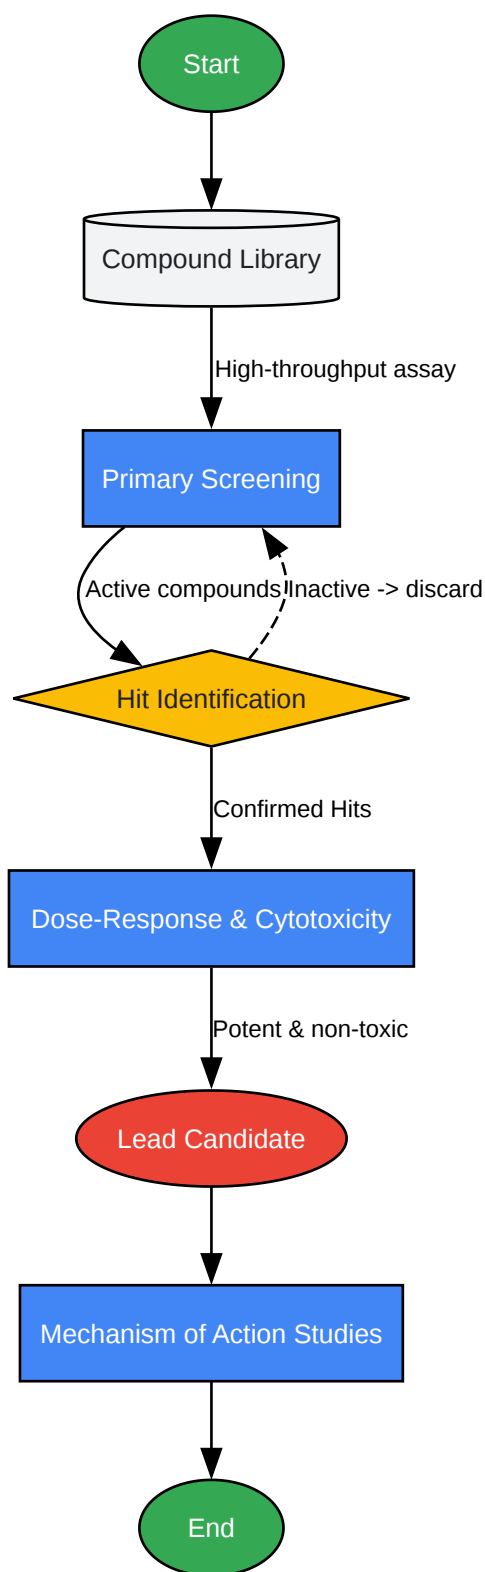 Start
Compound Library
High-throughput assay
Primary Screening
Active compounds
Inactive -> discard
Hit Identification
Confirmed Hits
Dose-Response & Cytotoxicity
Potent & non-toxic
Lead Candidate
Mechanism of Action Studies
End